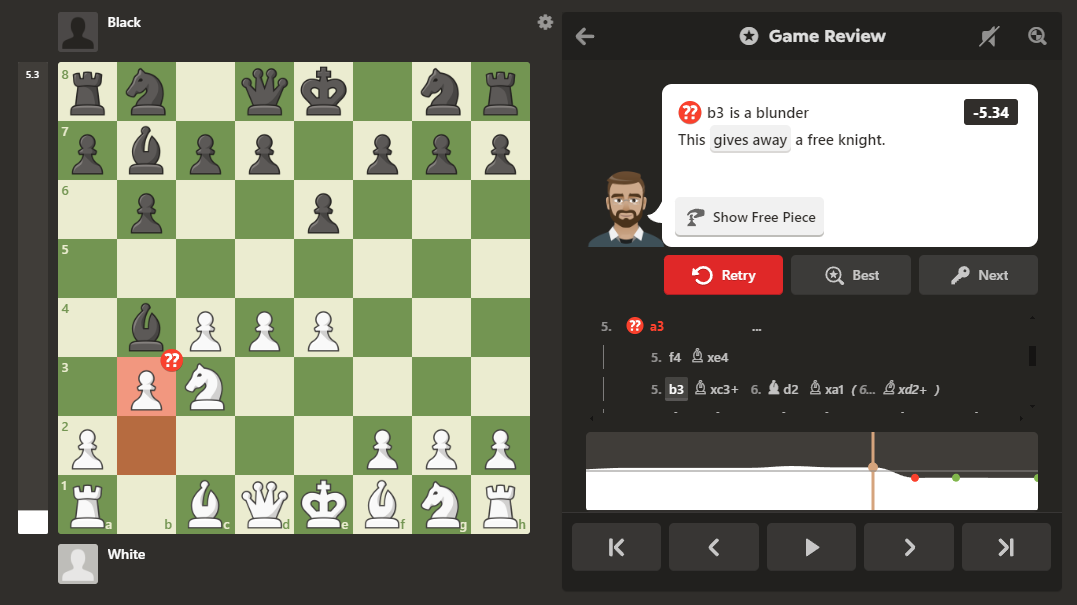 Black
5.3
8
7
6
5
4
3
2
1
a b c d e f g h
??
White
Game Review
?? b3 is a blunder
-5.34
This gives away a free knight.
Show Free Piece
Retry
Best
Next
5. ?? a3 ...
5. f4 xe4
5. b3 xc3+ 6. d2 xa1 ( 6... xd2+ )